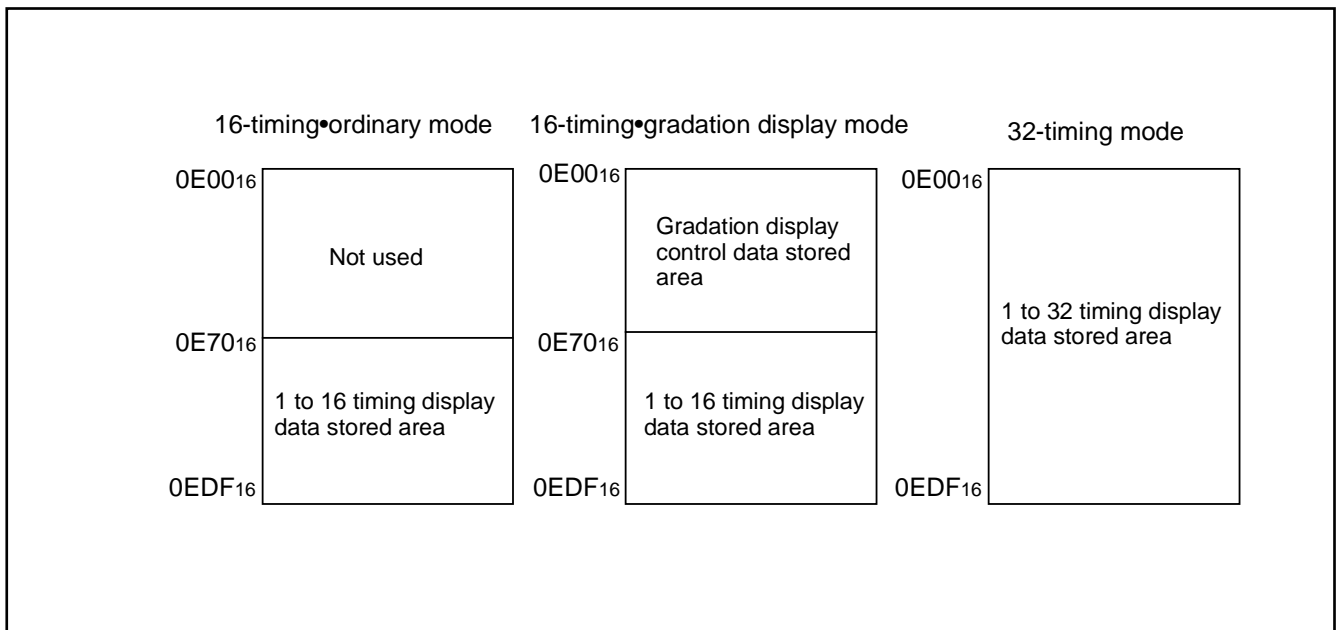 16-timing•ordinary mode
0E0016
Not used
0E7016
1 to 16 timing display
data stored area
0EDF16
16-timing•gradation display mode
0E0016
Gradation display
control data stored
area
0E7016
1 to 16 timing display
data stored area
0EDF16
32-timing mode
0E0016
1 to 32 timing display
data stored area
0EDF16